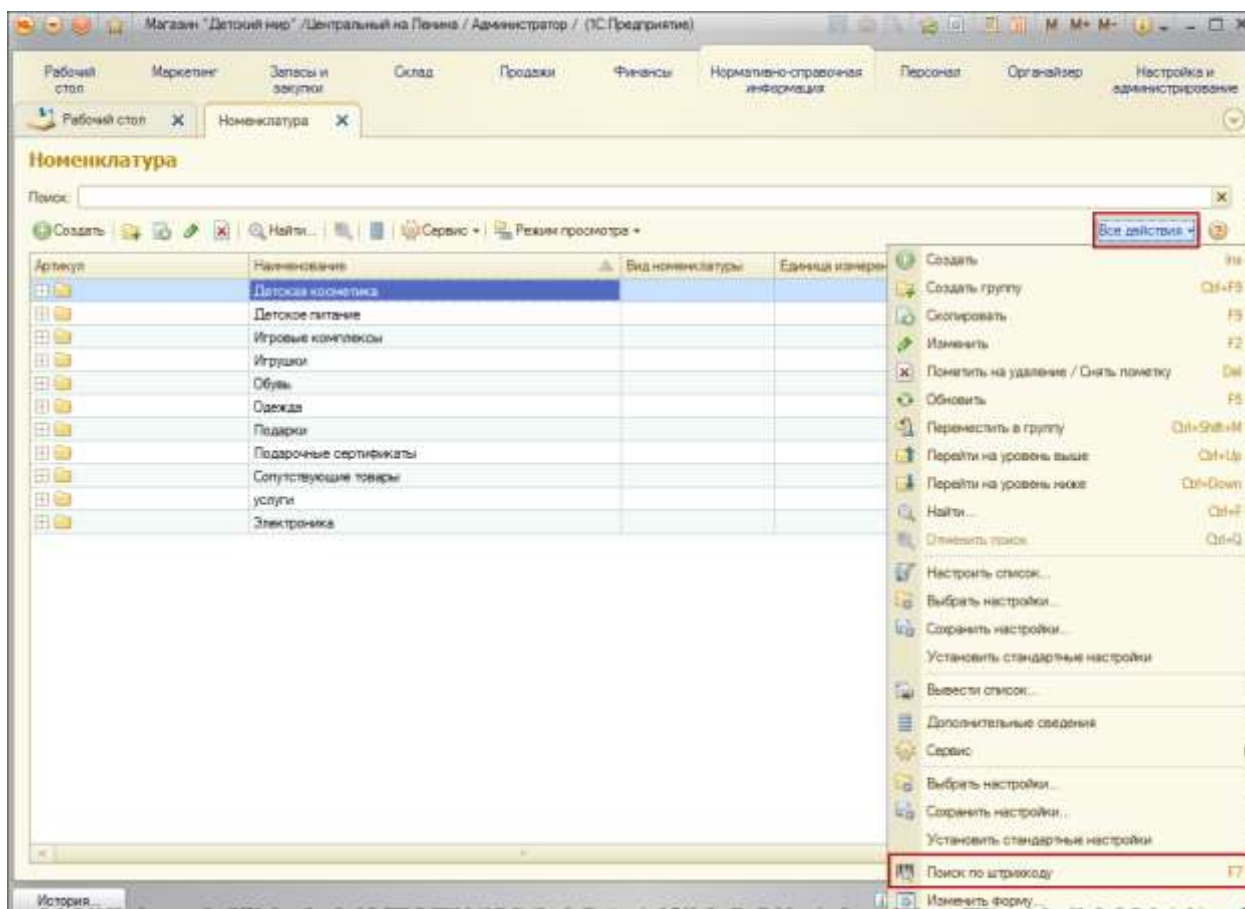 Магазин "Детский мир" /Центральный на Ленина / Администратор / (1С:Предприятие)
M M+ M-
Рабочий стол
Маркетинг
Запасы и закупки
Склад
Продажи
Финансы
Нормативно-справочная информация
Персонал
Органайзер
Настройка и администрирование
Рабочий стол
Номенклатура
Номенклатура
Поиск:
Создать
Найти...
Сервис
Режим просмотра
Все действия
Артикул
Наименование
Вид номенклатуры
Единица измерен
Детская косметика
Детское питание
Игровые комплексы
Игрушки
Обувь
Одежда
Подарки
Подарочные сертификаты
Сопутствующие товары
услуги
Электроника
Создать Ins
Создать группу Ctrl+F9
Скопировать F9
Изменить F2
Пометить на удаление / Снять пометку Del
Обновить F5
Переместить в группу Ctrl+Shift+M
Перейти на уровень выше Ctrl+Up
Перейти на уровень ниже Ctrl+Down
Найти... Ctrl+F
Отменить поиск Ctrl+Q
Настроить список...
Выбрать настройки...
Сохранить настройки...
Установить стандартные настройки
Вывести список...
Дополнительные сведения
Сервис
Выбрать настройки...
Сохранить настройки...
Установить стандартные настройки
Поиск по штрихкоду F7
Изменить форму...
История...